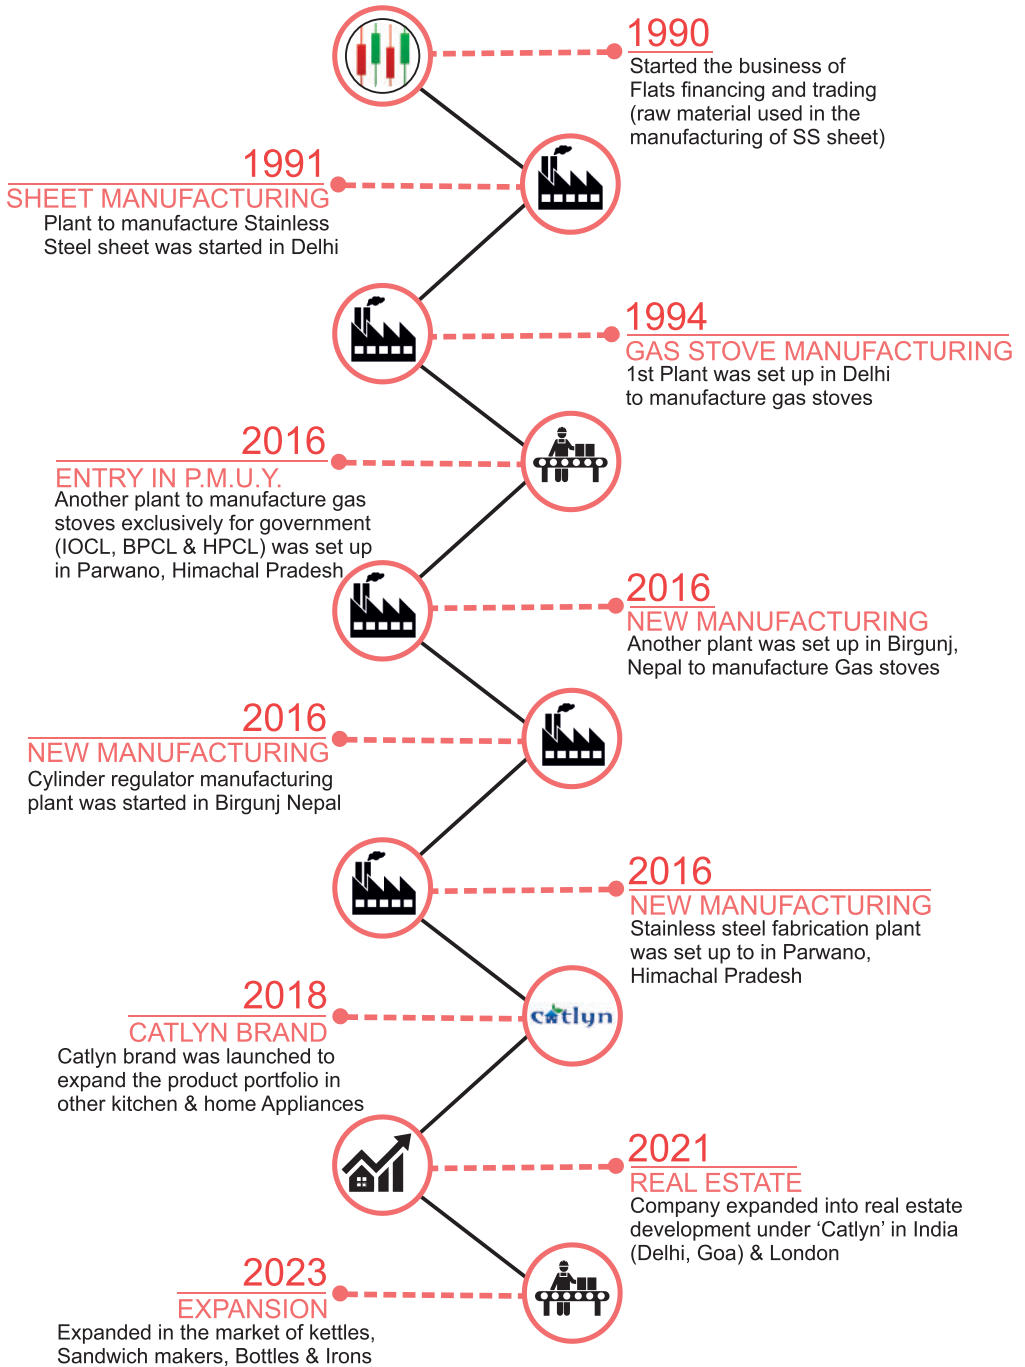 1990
Started the business of
Flats financing and trading
(raw material used in the
manufacturing of SS sheet)
1991
SHEET MANUFACTURING
Plant to manufacture Stainless
Steel sheet was started in Delhi
1994
GAS STOVE MANUFACTURING
1st Plant was set up in Delhi
to manufacture gas stoves
2016
ENTRY IN P.M.U.Y.
Another plant to manufacture gas
stoves exclusively for government
(IOCL, BPCL & HPCL) was set up
in Parwano, Himachal Pradesh
2016
NEW MANUFACTURING
Another plant was set up in Birgunj,
Nepal to manufacture Gas stoves
2016
NEW MANUFACTURING
Cylinder regulator manufacturing
plant was started in Birgunj Nepal
2016
NEW MANUFACTURING
Stainless steel fabrication plant
was set up to in Parwano,
Himachal Pradesh
2018
CATLYN BRAND
Catlyn brand was launched to
expand the product portfolio in
other kitchen & home Appliances
catlyn
2021
REAL ESTATE
Company expanded into real estate
development under ‘Catlyn’ in India
(Delhi, Goa) & London
2023
EXPANSION
Expanded in the market of kettles,
Sandwich makers, Bottles & Irons